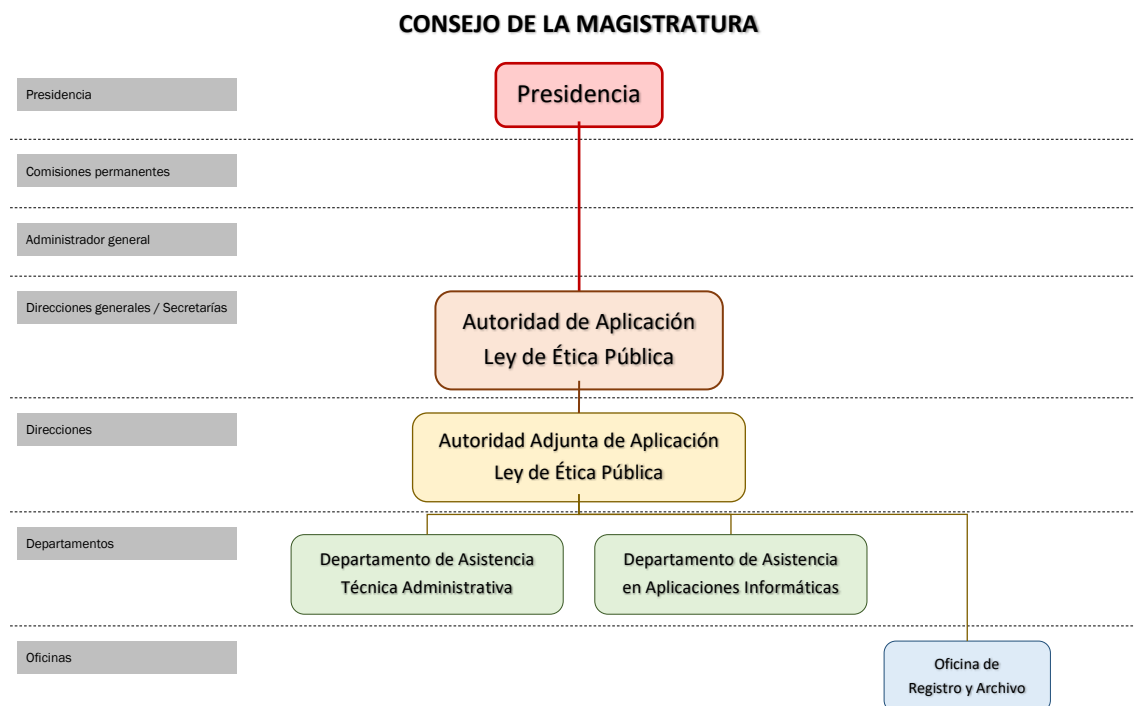 CONSEJO DE LA MAGISTRATURA
Presidencia
Presidencia
Comisiones permanentes
Administrador general
Direcciones generales / Secretarías
Autoridad de Aplicación
Ley de Ética Pública
Direcciones
Autoridad Adjunta de Aplicación
Ley de Ética Pública
Departamentos
Departamento de Asistencia
Técnica Administrativa
Departamento de Asistencia
en Aplicaciones Informáticas
Oficinas
Oficina de
Registro y Archivo